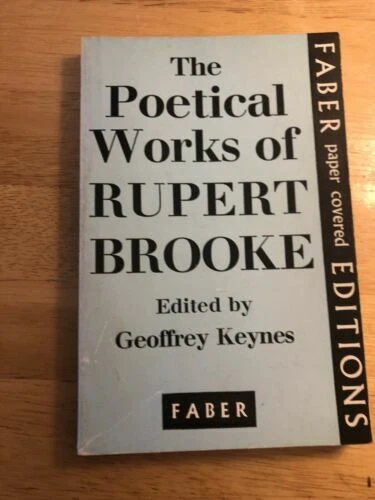 The
Poetical
Works of
RUPERT
BROOKE
Edited by
Geoffrey Keynes
FABER
FABER paper covered EDITIONS